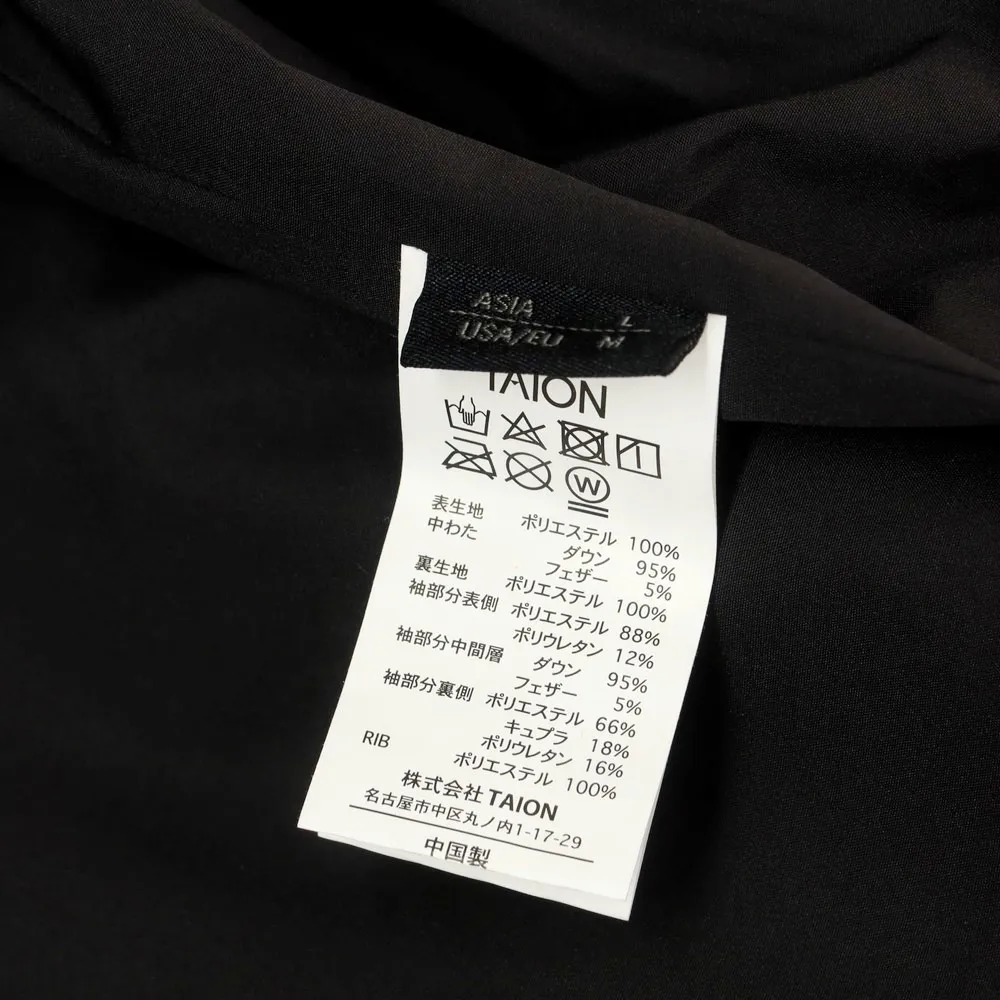 ASIA L
USA/EU M
TAION
W
表生地 ポリエステル 100%
中わた ダウン 95%
フェザー 5%
裏生地 ポリエステル 100%
袖部分表側 ポリエステル 88%
ポリウレタン 12%
袖部分中間層 ダウン 95%
フェザー 5%
袖部分裏側 ポリエステル 66%
キュプラ 18%
ポリウレタン 16%
RIB ポリエステル 100%
株式会社 TAION
名古屋市中区丸ノ内1-17-29
中国製